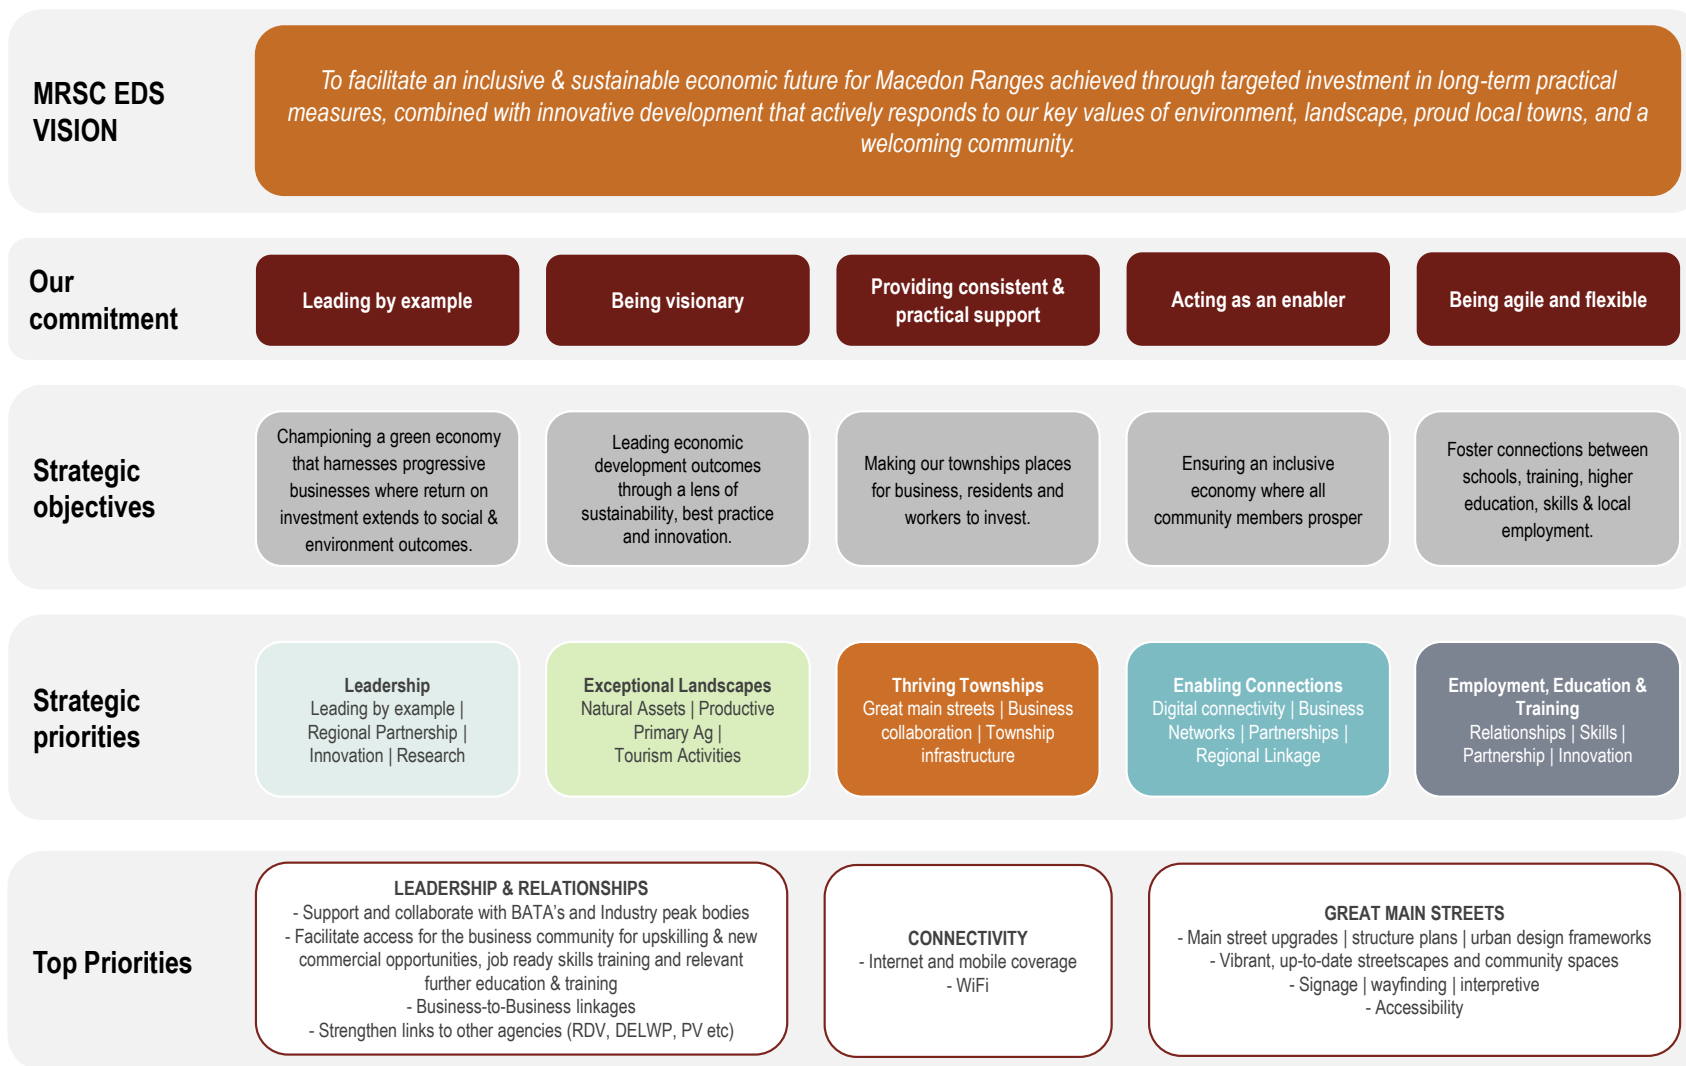 MRSC EDS
VISION
To facilitate an inclusive & sustainable economic future for Macedon Ranges achieved through targeted investment in long-term practical
measures, combined with innovative development that actively responds to our key values of environment, landscape, proud local towns, and a
welcoming community.
Our
commitment
Leading by example
Being visionary
Providing consistent &
practical support
Acting as an enabler
Being agile and flexible
Strategic
objectives
Championing a green economy
that harnesses progressive
businesses where return on
investment extends to social &
environment outcomes.
Leading economic
development outcomes
through a lens of
sustainability, best practice
and innovation.
Making our townships places
for business, residents and
workers to invest.
Ensuring an inclusive
economy where all
community members prosper
Foster connections between
schools, training, higher
education, skills & local
employment.
Strategic
priorities
Leadership
Leading by example |
Regional Partnership |
Innovation | Research
Exceptional Landscapes
Natural Assets | Productive
Primary Ag |
Tourism Activities
Thriving Townships
Great main streets | Business
collaboration | Township
infrastructure
Enabling Connections
Digital connectivity | Business
Networks | Partnerships |
Regional Linkage
Employment, Education &
Training
Relationships | Skills |
Partnership | Innovation
Top Priorities
LEADERSHIP & RELATIONSHIPS
- Support and collaborate with BATA's and Industry peak bodies
- Facilitate access for the business community for upskilling & new
commercial opportunities, job ready skills training and relevant
further education & training
- Business-to-Business linkages
- Strengthen links to other agencies (RDV, DELWP, PV etc)
CONNECTIVITY
- Internet and mobile coverage
- WiFi
GREAT MAIN STREETS
- Main street upgrades | structure plans | urban design frameworks
- Vibrant, up-to-date streetscapes and community spaces
- Signage | wayfinding | interpretive
- Accessibility